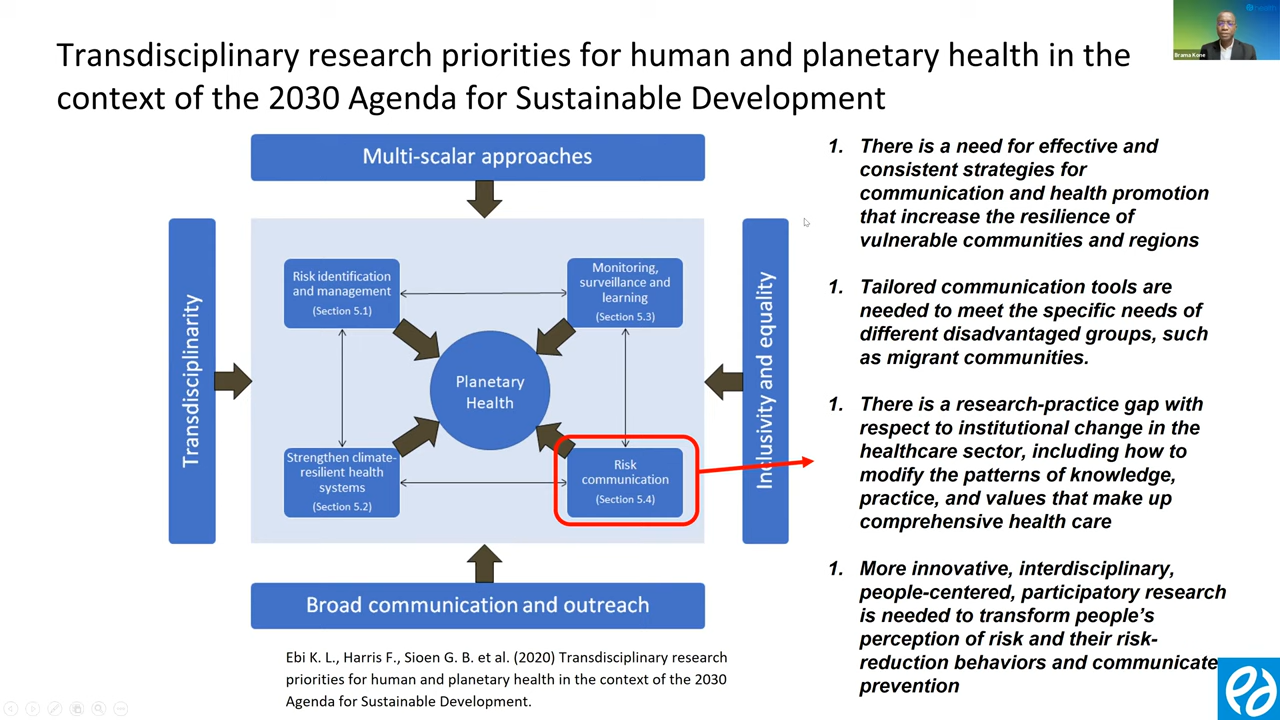 Transdisciplinary research priorities for human and planetary health in the
context of the 2030 Agenda for Sustainable Development
Brama Kone
Multi-scalar approaches
Transdisciplinarity
Risk identification
and management
(Section 5.1)
Monitoring,
surveillance and
learning
(Section 5.3)
Planetary
Health
Strengthen climate-
resilient health
systems
(Section 5.2)
Risk
communication
(Section 5.4)
Inclusivity and equality
Broad communication and outreach
Ebi K. L., Harris F., Sioen G. B. et al. (2020) Transdisciplinary research
priorities for human and planetary health in the context of the 2030
Agenda for Sustainable Development.
1. There is a need for effective and
consistent strategies for
communication and health promotion
that increase the resilience of
vulnerable communities and regions
1. Tailored communication tools are
needed to meet the specific needs of
different disadvantaged groups, such
as migrant communities.
1. There is a research-practice gap with
respect to institutional change in the
healthcare sector, including how to
modify the patterns of knowledge,
practice, and values that make up
comprehensive health care
1. More innovative, interdisciplinary,
people-centered, participatory research
is needed to transform people's
perception of risk and their risk-
reduction behaviors and communicate
prevention